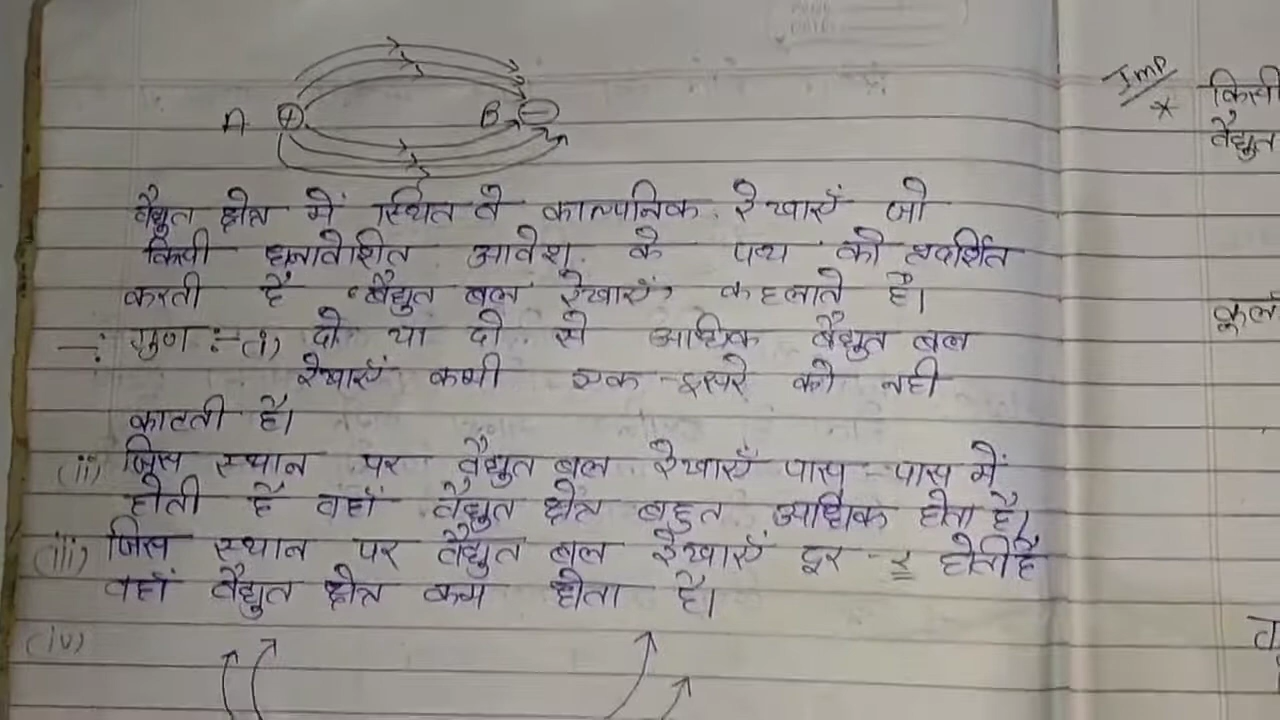 A + B −
वैद्युत क्षेत्र में स्थित वे काल्पनिक रेखाएँ जो
किसी धनावेशित आवेश के पथ को प्रदर्शित
करती है "वैद्युत बल रेखाएँ" कहलाते है।
→: गुण :- (i) दो या दो से अधिक वैद्युत बल
रेखाएँ कभी एक-दूसरे को नही
काटती है।
(ii) जिस स्थान पर वैद्युत बल रेखाएँ पास-पास में
होती है वहाँ वैद्युत क्षेत्र बहुत अधिक होता है।
(iii) जिस स्थान पर वैद्युत बल रेखाएँ दूर-२ होती है
वहाँ वैद्युत क्षेत्र कम होता है।
(iv)
Imp
* किसी
वैद्युत